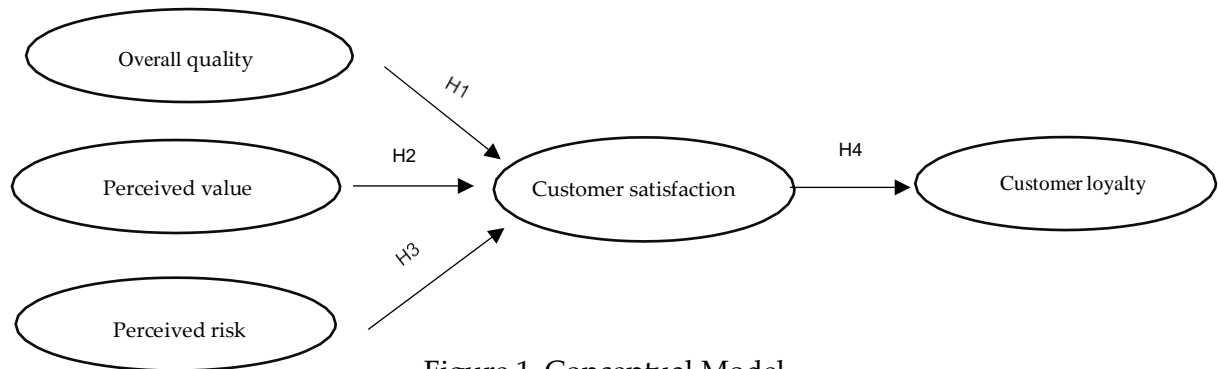 Overall quality
H1
H2
H4
Perceived value
Customer satisfaction
Customer loyalty
H3
Perceived risk
Figure 1. Conceptual Model